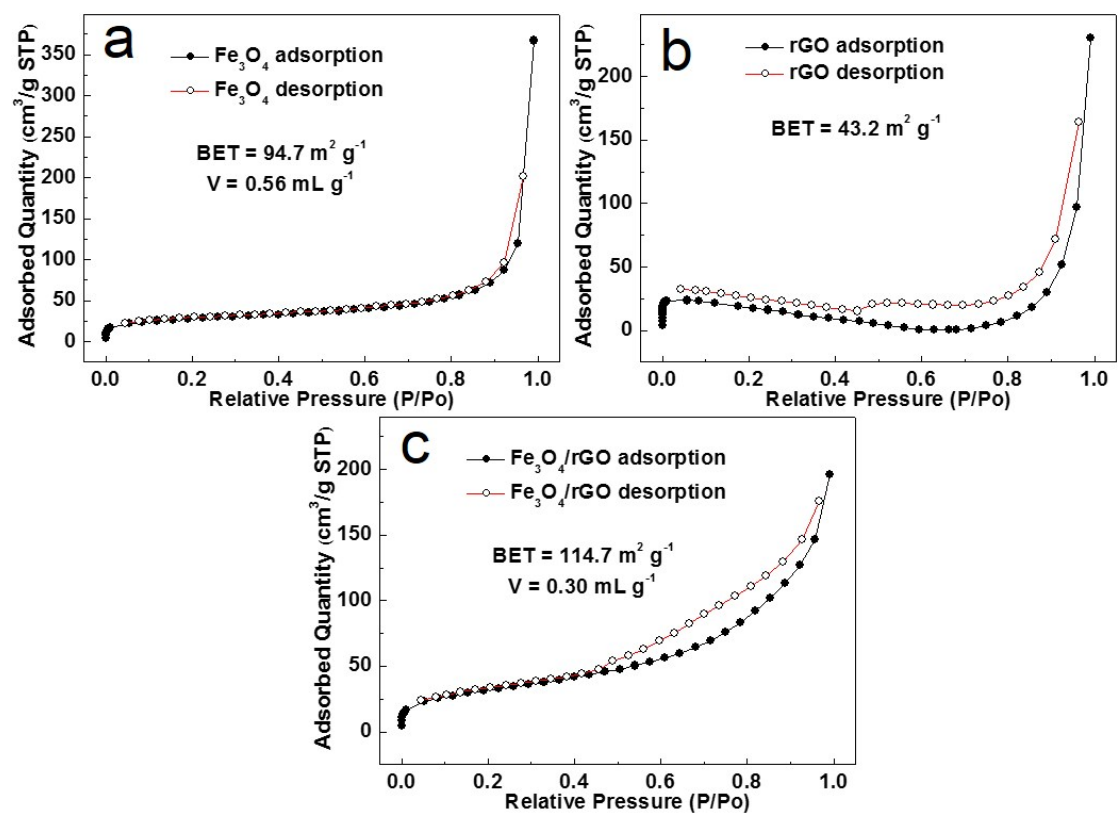 a
Fe3O4 adsorption
Fe3O4 desorption
BET = 94.7 m² g⁻¹
V = 0.56 mL g⁻¹
Adsorbed Quantity (cm³/g STP)
350
300
250
200
150
100
50
0
0.0 0.2 0.4 0.6 0.8 1.0
Relative Pressure (P/Po)
b
rGO adsorption
rGO desorption
BET = 43.2 m² g⁻¹
Adsorbed Quantity (cm³/g STP)
200
150
100
50
0
0.0 0.2 0.4 0.6 0.8 1.0
Relative Pressure (P/Po)
c
Fe3O4/rGO adsorption
Fe3O4/rGO desorption
BET = 114.7 m² g⁻¹
V = 0.30 mL g⁻¹
Adsorbed Quantity (cm³/g STP)
200
150
100
50
0
0.0 0.2 0.4 0.6 0.8 1.0
Relative Pressure (P/Po)